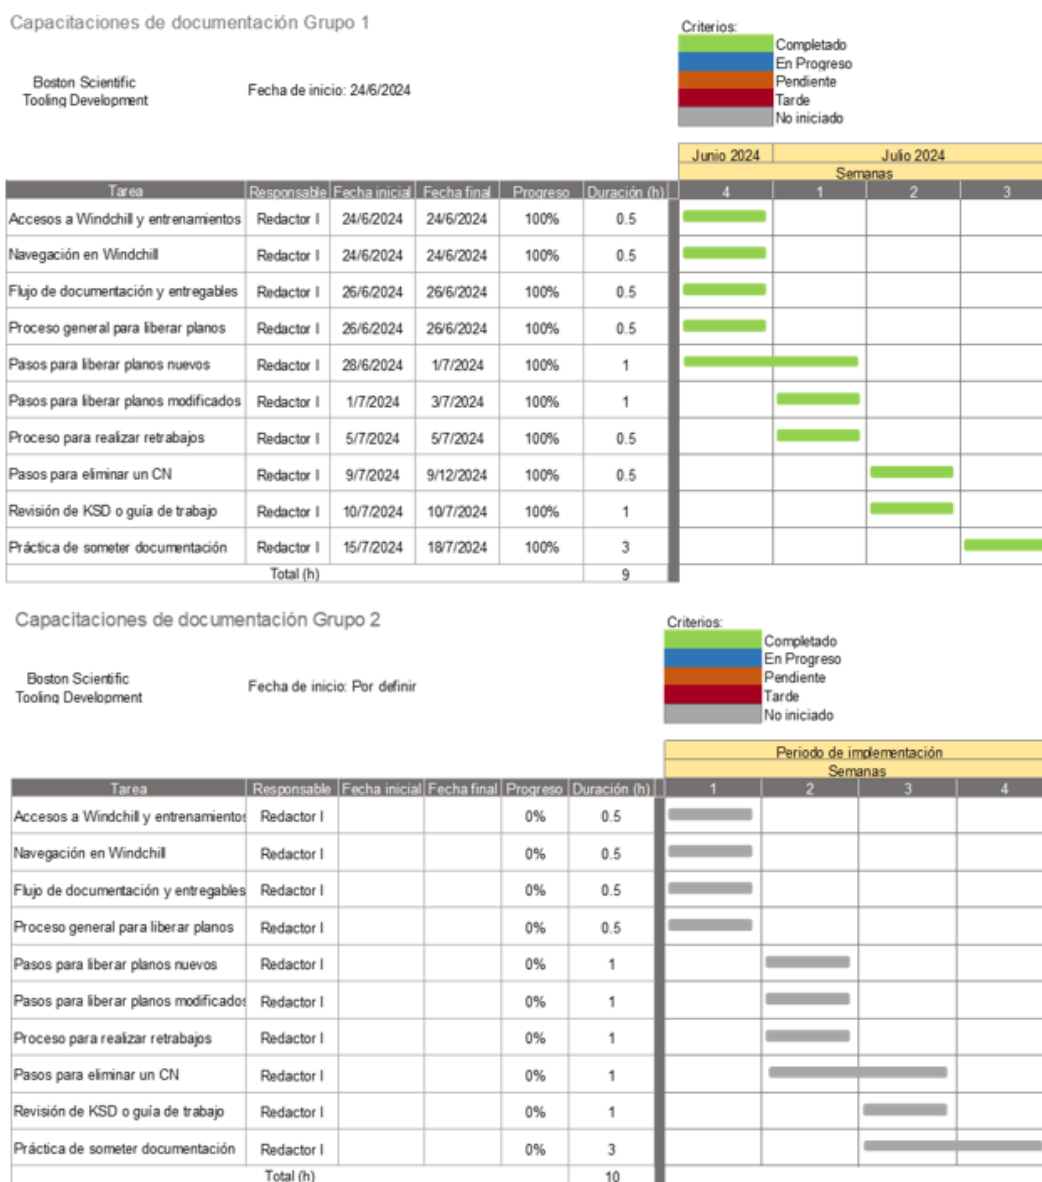 Capacitaciones de documentación Grupo 1
Criterios:
Completado
En Progreso
Pendiente
Tarde
No iniciado
Boston Scientific
Tooling Development
Fecha de inicio: 24/6/2024
Junio 2024 Julio 2024
Semanas
Tarea Responsable Fecha inicial Fecha final Progreso Duración (h) 4 1 2 3
Accesos a Windchill y entrenamientos Redactor I 24/6/2024 24/6/2024 100% 0.5
Navegación en Windchill Redactor I 24/6/2024 24/6/2024 100% 0.5
Flujo de documentación y entregables Redactor I 26/6/2024 26/6/2024 100% 0.5
Proceso general para liberar planos Redactor I 26/6/2024 26/6/2024 100% 0.5
Pasos para liberar planos nuevos Redactor I 28/6/2024 1/7/2024 100% 1
Pasos para liberar planos modificados Redactor I 1/7/2024 3/7/2024 100% 1
Proceso para realizar retrabajos Redactor I 5/7/2024 5/7/2024 100% 0.5
Pasos para eliminar un CN Redactor I 9/7/2024 9/12/2024 100% 0.5
Revisión de KSD o guía de trabajo Redactor I 10/7/2024 10/7/2024 100% 1
Práctica de someter documentación Redactor I 15/7/2024 18/7/2024 100% 3
Total (h) 9
Capacitaciones de documentación Grupo 2
Criterios:
Completado
En Progreso
Pendiente
Tarde
No iniciado
Boston Scientific
Tooling Development
Fecha de inicio: Por definir
Periodo de implementación
Semanas
Tarea Responsable Fecha inicial Fecha final Progreso Duración (h) 1 2 3 4
Accesos a Windchill y entrenamientos Redactor I 0% 0.5
Navegación en Windchill Redactor I 0% 0.5
Flujo de documentación y entregables Redactor I 0% 0.5
Proceso general para liberar planos Redactor I 0% 0.5
Pasos para liberar planos nuevos Redactor I 0% 1
Pasos para liberar planos modificados Redactor I 0% 1
Proceso para realizar retrabajos Redactor I 0% 1
Pasos para eliminar un CN Redactor I 0% 1
Revisión de KSD o guía de trabajo Redactor I 0% 1
Práctica de someter documentación Redactor I 0% 3
Total (h) 10